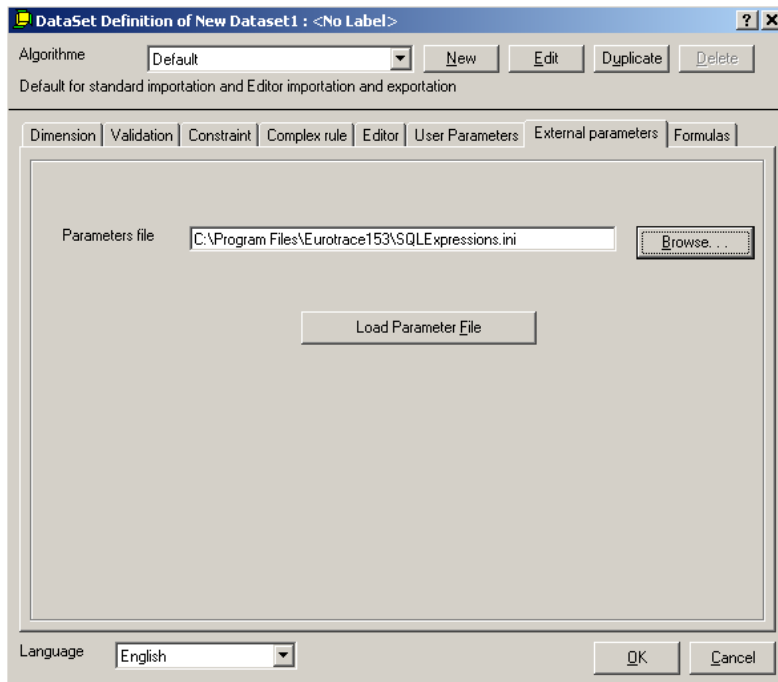 DataSet Definition of New Dataset1 : <No Label>
Algorithme Default New Edit Duplicate Delete
Default for standard importation and Editor importation and exportation
Dimension Validation Constraint Complex rule Editor User Parameters External parameters Formulas
Parameters file C:\Program Files\Eurotrace153\SQLExpressions.ini Browse. . .
Load Parameter File
Language English OK Cancel